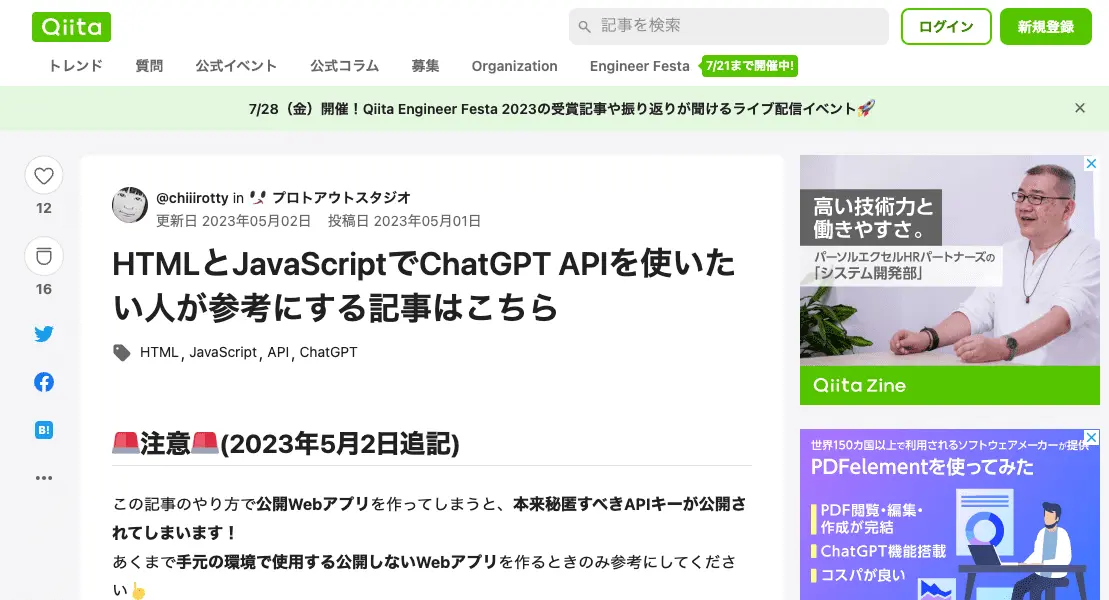 Qiita
記事を検索
ログイン
新規登録
トレンド
質問
公式イベント
公式コラム
募集
Organization
Engineer Festa
7/21まで開催中!
7/28（金）開催！Qiita Engineer Festa 2023の受賞記事や振り返りが聞けるライブ配信イベント🚀
12
16
B!
@chiiirotty in プロトアウトスタジオ
更新日 2023年05月02日 投稿日 2023年05月01日
HTMLとJavaScriptでChatGPT APIを使いた
い人が参考にする記事はこちら
HTML, JavaScript, API, ChatGPT
🚨注意🚨(2023年5月2日追記)
この記事のやり方で公開Webアプリを作ってしまうと、本来秘匿すべきAPIキーが公開さ
れてしまいます！
あくまで手元の環境で使用する公開しないWebアプリを作るときのみ参考にしてくださ
い👆
高い技術力と
働きやすさ。
パーソルエクセルHRパートナーズの
「システム開発部」
Qiita Zine
世界150カ国以上で利用されるソフトウェアメーカーが提供
PDFelementを使ってみた
PDF閲覧・編集・
作成が完結
ChatGPT機能搭載
コスパが良い